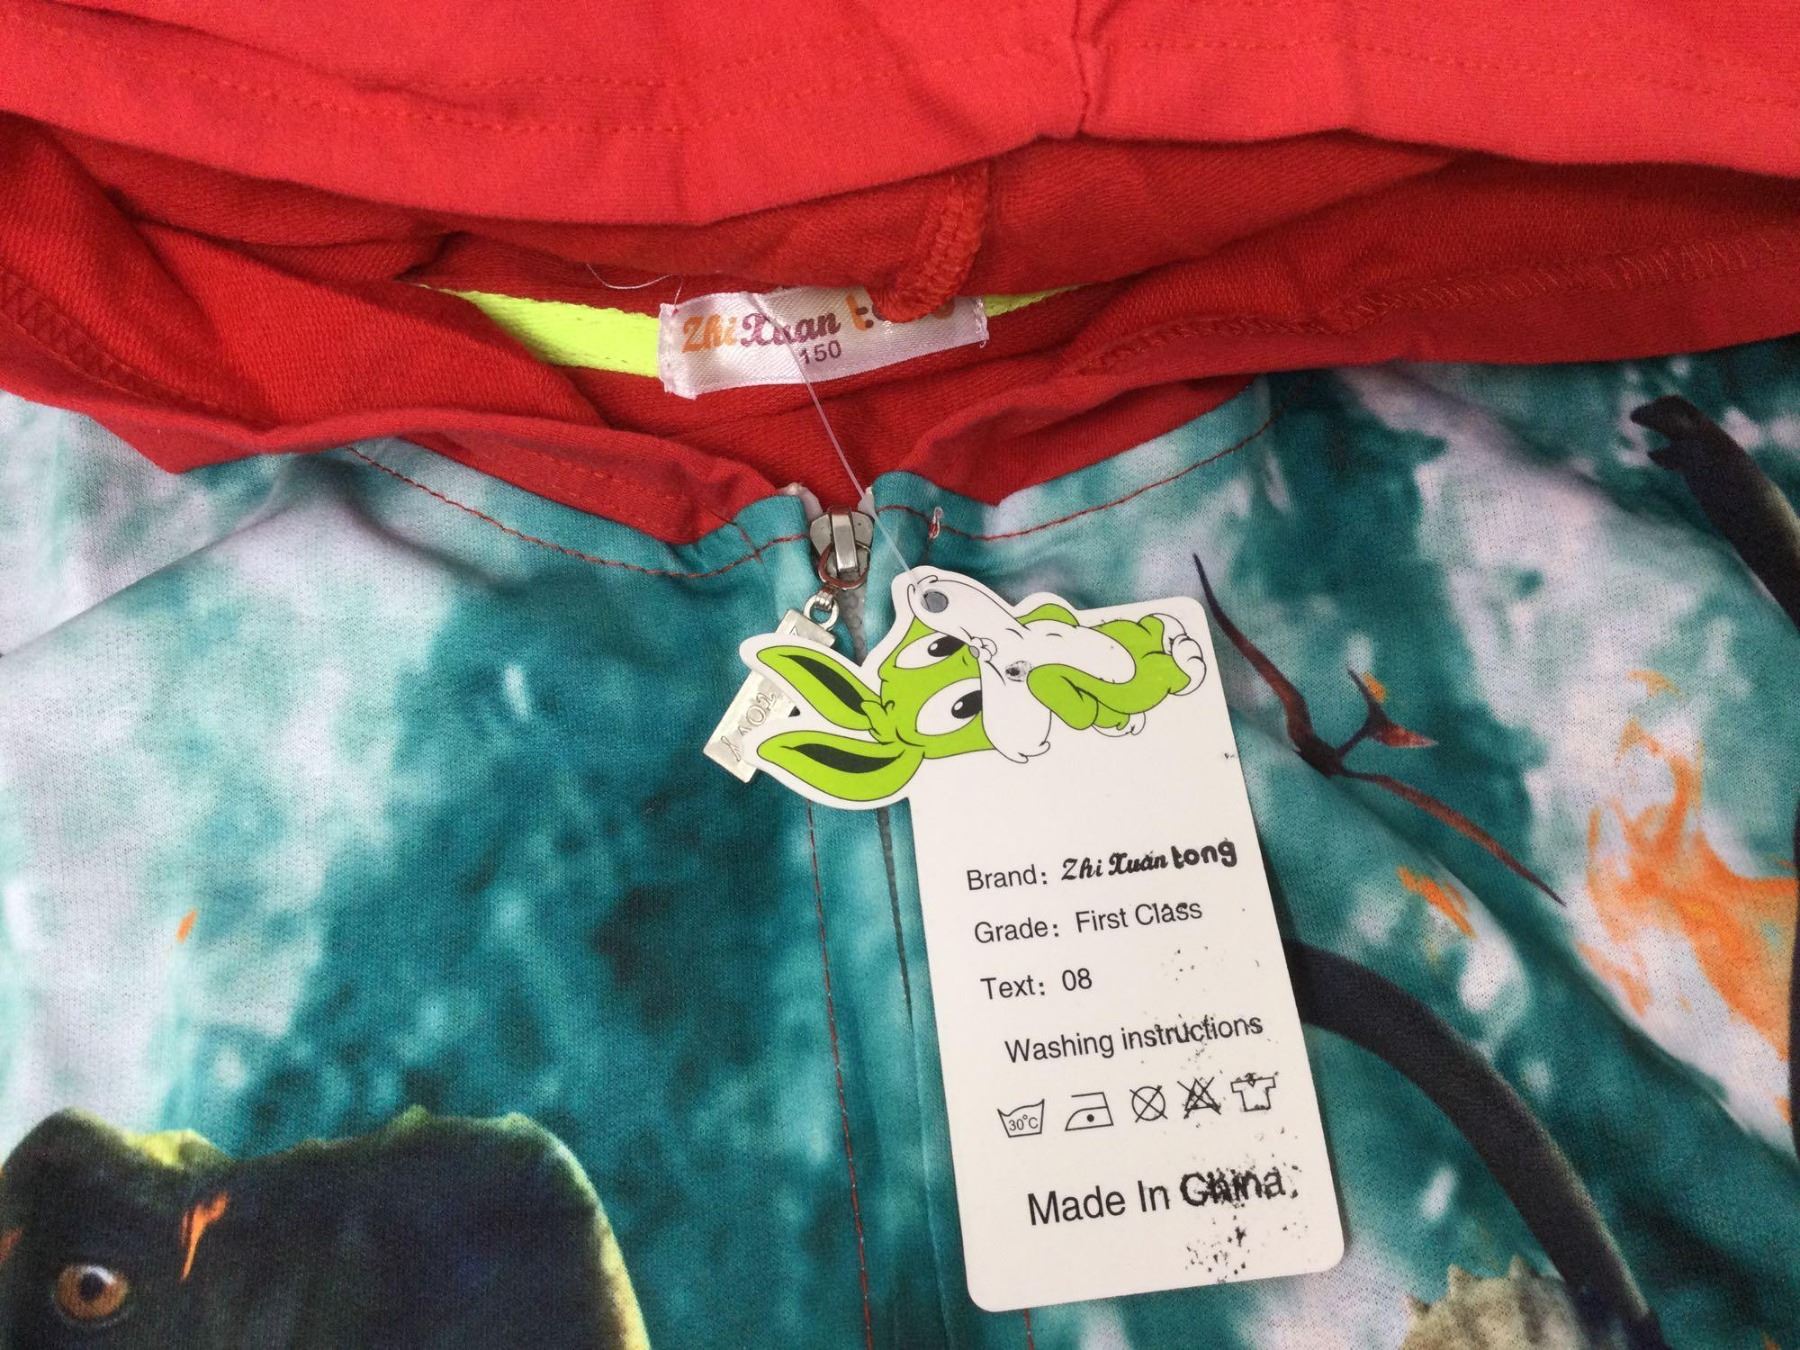 Zhi Xuan
150
Brand: Zhi Xuan tong
Grade: First Class
Text: 08
Washing instructions
30°C
Made In China